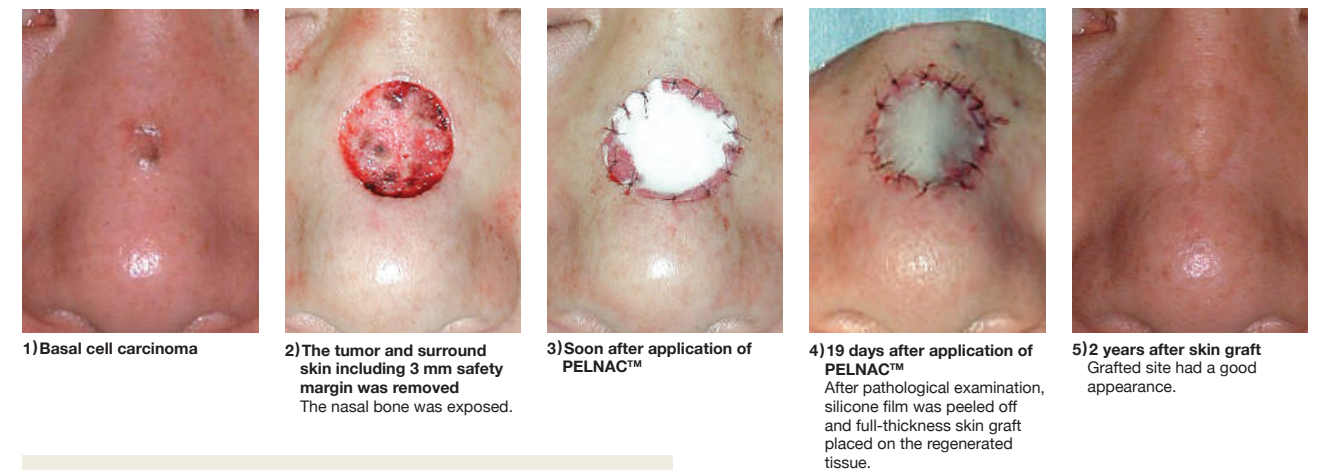 1)Basal cell carcinoma
2)The tumor and surround
skin including 3 mm safety
margin was removed
The nasal bone was exposed.
3)Soon after application of
PELNAC™
4)19 days after application of
PELNAC™
After pathological examination,
silicone film was peeled off
and full-thickness skin graft
placed on the regenerated
tissue.
5)2 years after skin graft
Grafted site had a good
appearance.